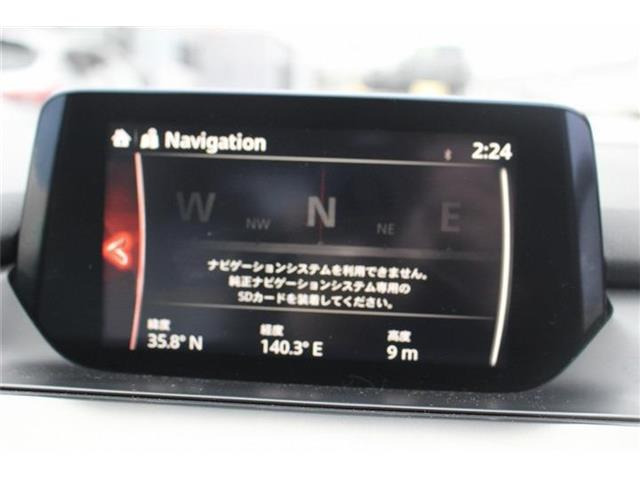 Navigation
2:24
W NW N NE E
ナビゲーションシステムを利用できません。
純正ナビゲーションシステム専用の
SDカードを装着してください。
緯度 経度 高度
35.8° N 140.3° E 9 m